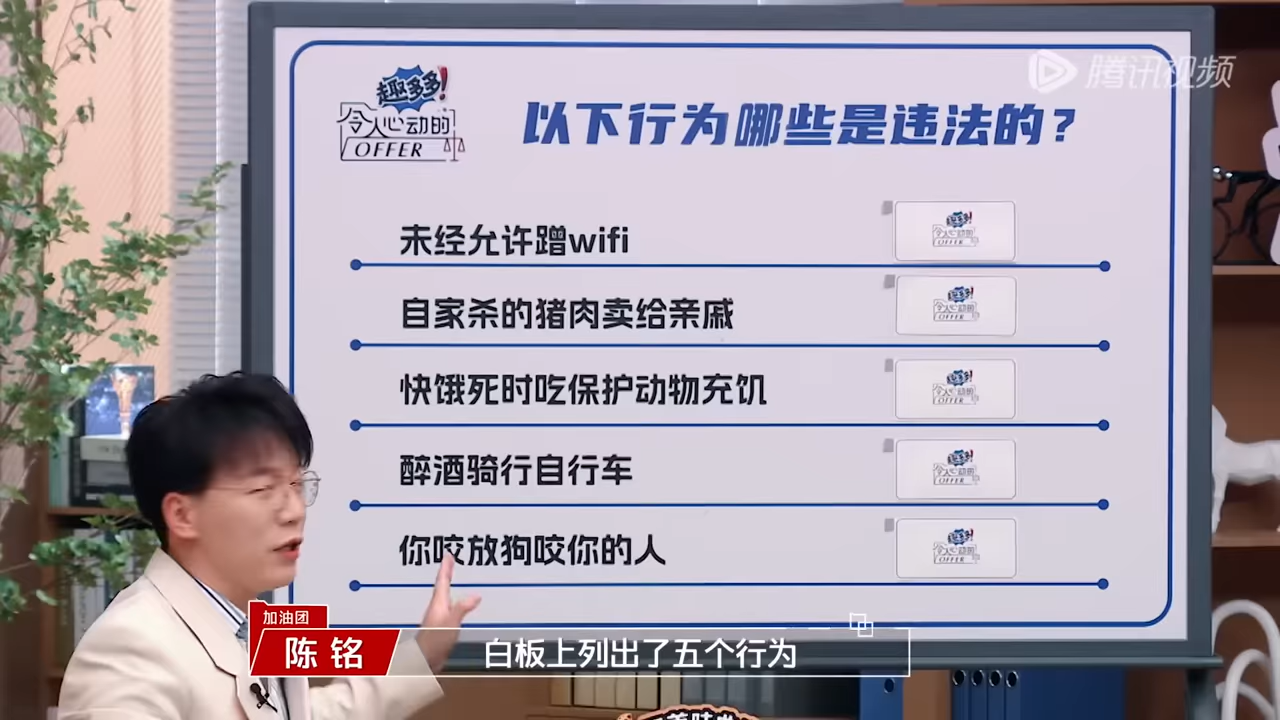 腾讯视频
趣多多!
令人心动的
OFFER
以下行为哪些是违法的?
未经允许蹭wifi
自家杀的猪肉卖给亲戚
快饿死时吃保护动物充饥
醉酒骑行自行车
你咬放狗咬你的人
加油团
陈铭
白板上列出了五个行为